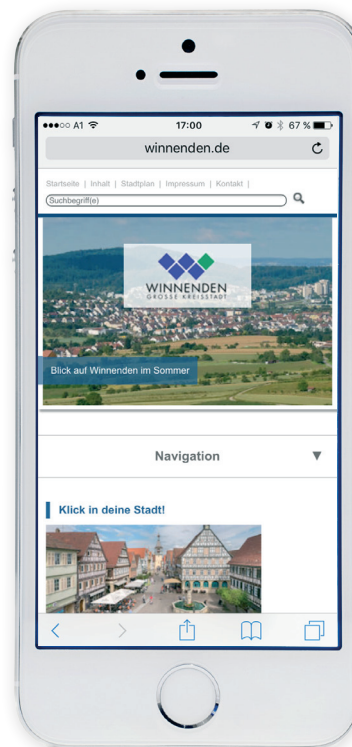 ●●●○○ A1 17:00 67 %
winnenden.de
Startseite | Inhalt | Stadtplan | Impressum | Kontakt |
(Suchbegriff(e)
WINNENDEN
GROSSE KREISSTADT
Blick auf Winnenden im Sommer
Navigation ▼
Klick in deine Stadt!